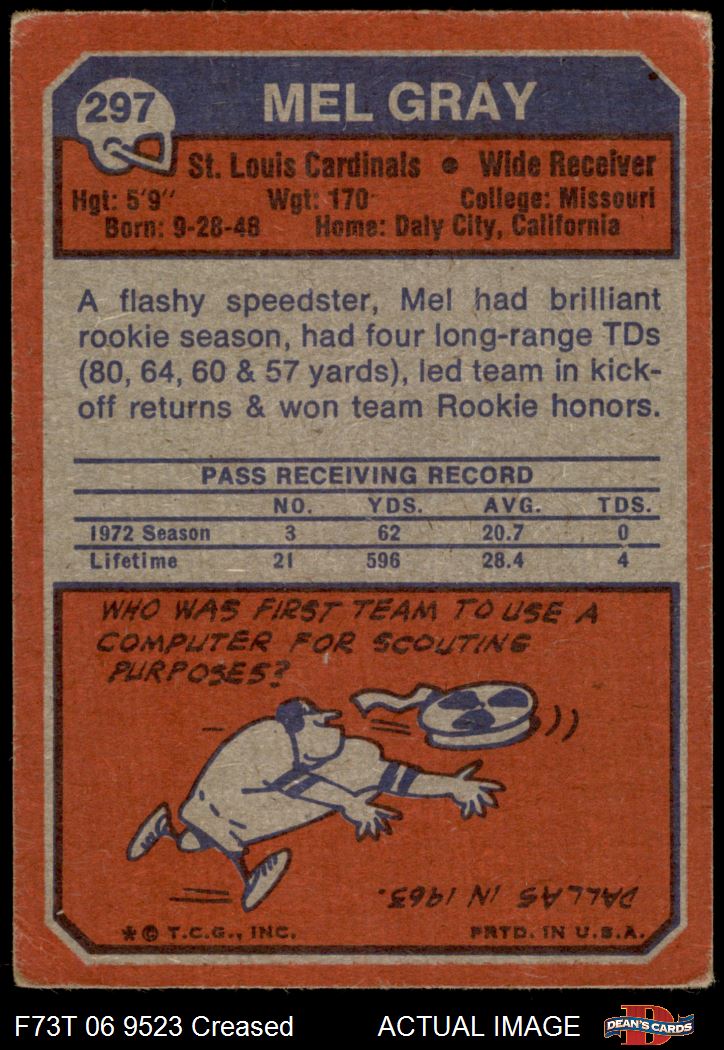 297
MEL GRAY
St. Louis Cardinals • Wide Receiver
Hgt: 5'9" Wgt: 170 College: Missouri
Born: 9-28-48 Home: Daly City, California
A flashy speedster, Mel had brilliant
rookie season, had four long-range TDs
(80, 64, 60 & 57 yards), led team in kick-
off returns & won team Rookie honors.
PASS RECEIVING RECORD
NO. YDS. AVG. TDS.
1972 Season 3 62 20.7 0
Lifetime 21 596 28.4 4
WHO WAS FIRST TEAM TO USE A
COMPUTER FOR SCOUTING
PURPOSES?
DALLAS IN 1963.
*© T.C.G., INC. PRTD. IN U.S.A.
F73T 06 9523 Creased ACTUAL IMAGE
D
DEAN'S CARDS